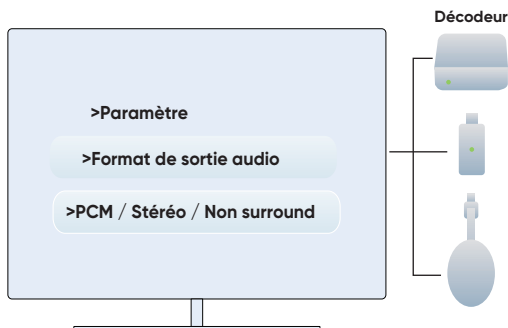 Décodeur
>Paramètre
>Format de sortie audio
>PCM / Stéréo / Non surround